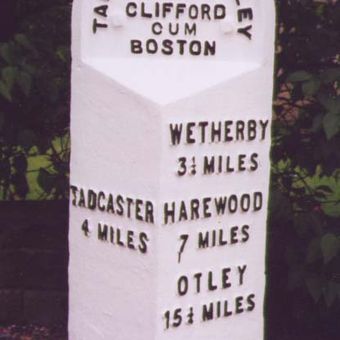 CLIFFORD
CUM
BOSTON
TADCASTER
4 MILES
WETHERBY
3½ MILES
HAREWOOD
7 MILES
OTLEY
15½ MILES